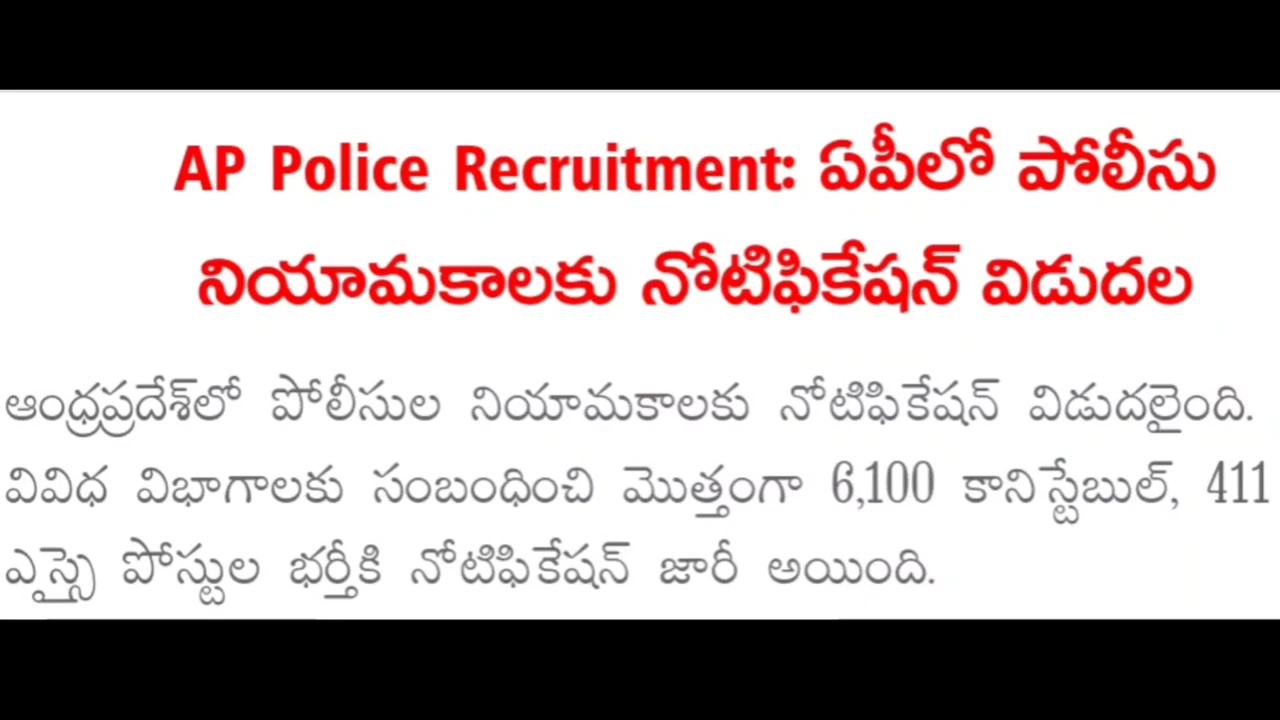 AP Police Recruitment: ఏపీలో పోలీసు
నియామకాలకు నోటిఫికేషన్ విడుదల
ఆంధ్రప్రదేశ్‌లో పోలీసుల నియామకాలకు నోటిఫికేషన్ విడుదలైంది.
వివిధ విభాగాలకు సంబంధించి మొత్తంగా 6,100 కానిస్టేబుల్, 411
ఎస్సై పోస్టుల భర్తీకి నోటిఫికేషన్ జారీ అయింది.